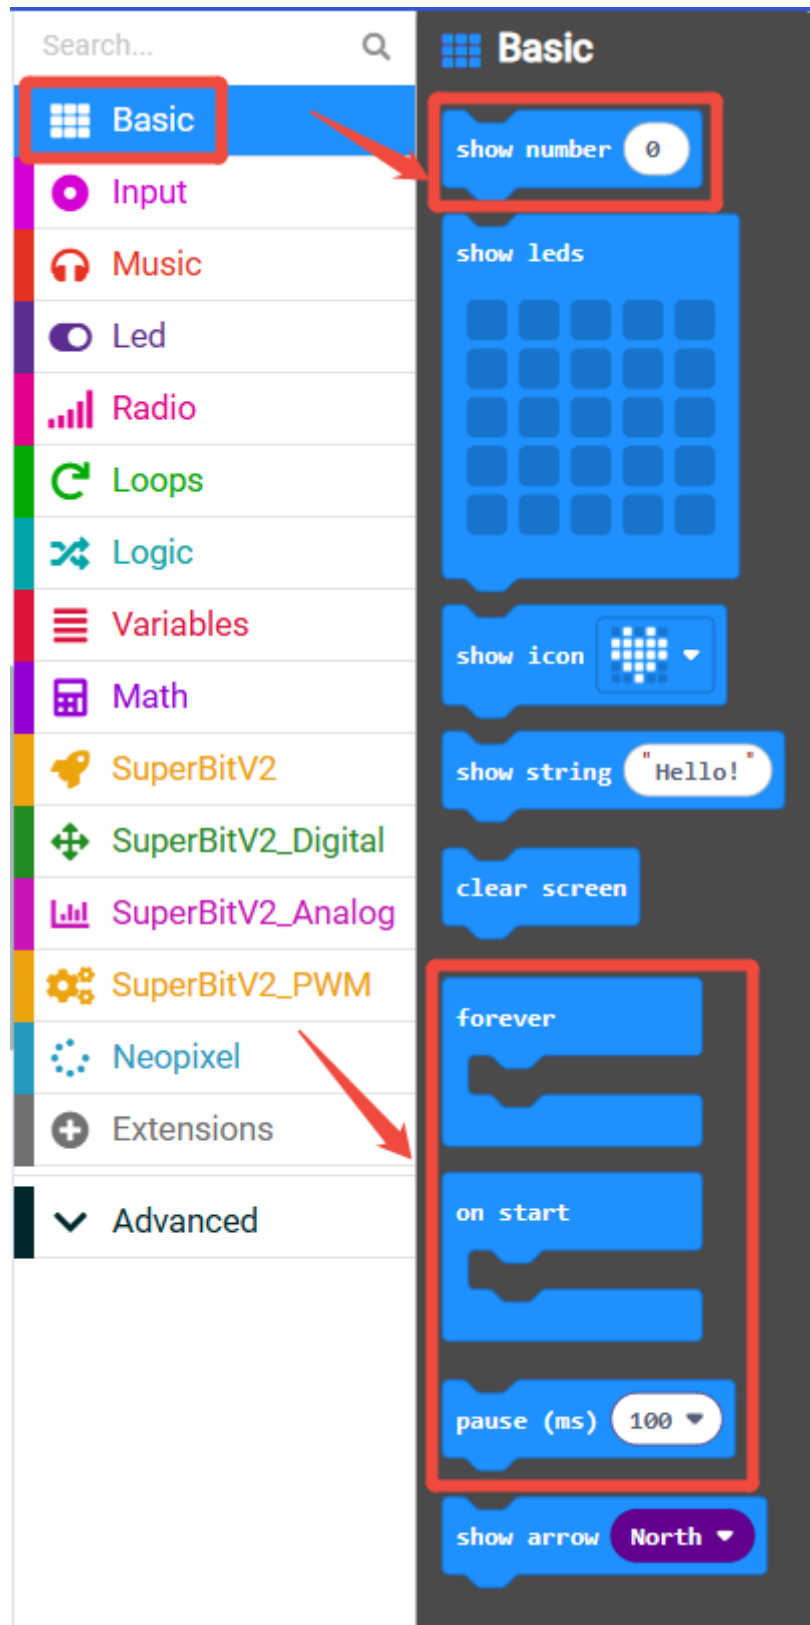 Search...
Basic
Input
Music
Led
Radio
Loops
Logic
Variables
Math
SuperBitV2
SuperBitV2_Digital
SuperBitV2_Analog
SuperBitV2_PWM
Neopixel
Extensions
Advanced
Basic
show number 0
show leds
show icon
show string "Hello!"
clear screen
forever
on start
pause (ms) 100
show arrow North